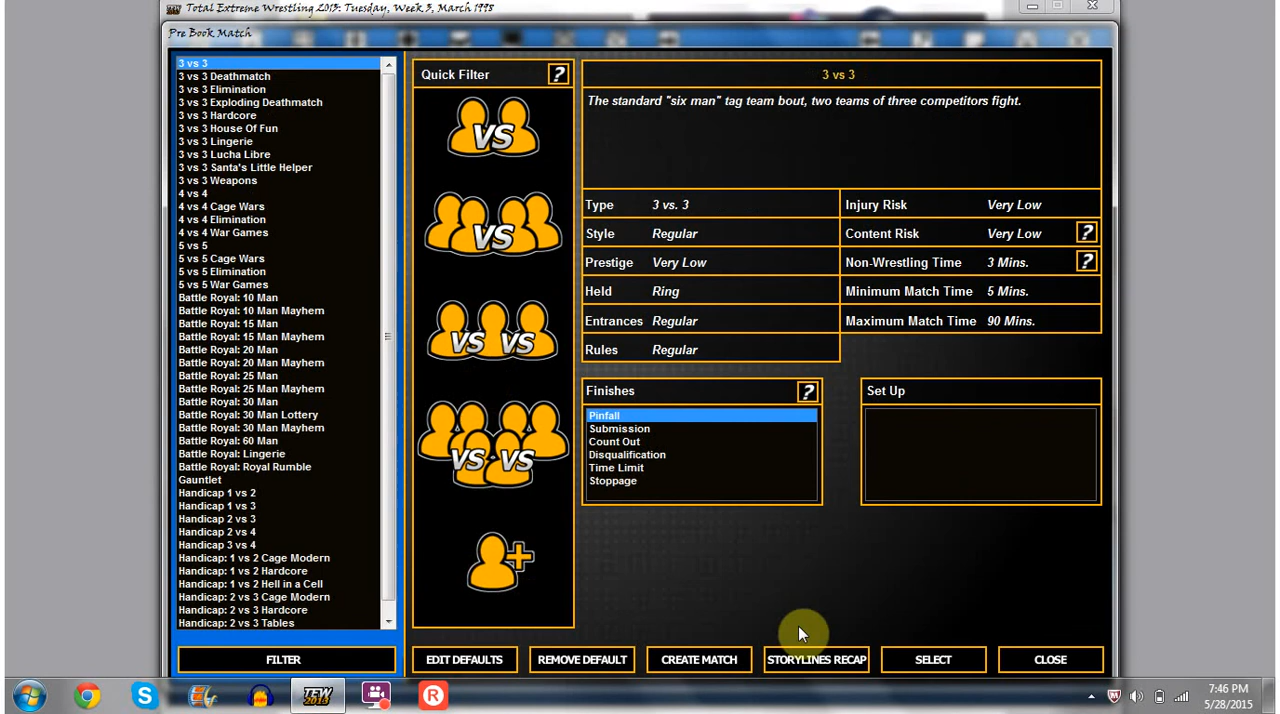 Total Extreme Wrestling 2013: Tuesday, Week 3, March 1998
Pre Book Match
3 vs 3
3 vs 3 Deathmatch
3 vs 3 Elimination
3 vs 3 Exploding Deathmatch
3 vs 3 Hardcore
3 vs 3 House Of Fun
3 vs 3 Lingerie
3 vs 3 Lucha Libre
3 vs 3 Santa's Little Helper
3 vs 3 Weapons
4 vs 4
4 vs 4 Cage Wars
4 vs 4 Elimination
4 vs 4 War Games
5 vs 5
5 vs 5 Cage Wars
5 vs 5 Elimination
5 vs 5 War Games
Battle Royal: 10 Man
Battle Royal: 10 Man Mayhem
Battle Royal: 15 Man
Battle Royal: 15 Man Mayhem
Battle Royal: 20 Man
Battle Royal: 20 Man Mayhem
Battle Royal: 25 Man
Battle Royal: 25 Man Mayhem
Battle Royal: 30 Man
Battle Royal: 30 Man Lottery
Battle Royal: 30 Man Mayhem
Battle Royal: 60 Man
Battle Royal: Lingerie
Battle Royal: Royal Rumble
Gauntlet
Handicap 1 vs 2
Handicap 1 vs 3
Handicap 2 vs 3
Handicap 2 vs 4
Handicap 3 vs 4
Handicap: 1 vs 2 Cage Modern
Handicap: 1 vs 2 Hardcore
Handicap: 1 vs 2 Hell in a Cell
Handicap: 2 vs 3 Cage Modern
Handicap: 2 vs 3 Hardcore
Handicap: 2 vs 3 Tables
FILTER
Quick Filter ?
VS
VS
VS VS
VS VS
3 vs 3
The standard "six man" tag team bout, two teams of three competitors fight.
Type 3 vs. 3
Style Regular
Prestige Very Low
Held Ring
Entrances Regular
Rules Regular
Injury Risk Very Low
Content Risk Very Low ?
Non-Wrestling Time 3 Mins. ?
Minimum Match Time 5 Mins.
Maximum Match Time 90 Mins.
Finishes ?
Pinfall
Submission
Count Out
Disqualification
Time Limit
Stoppage
Set Up
EDIT DEFAULTS REMOVE DEFAULT CREATE MATCH STORYLINES RECAP SELECT CLOSE
S
TEW
2013
R
7:46 PM
5/28/2015